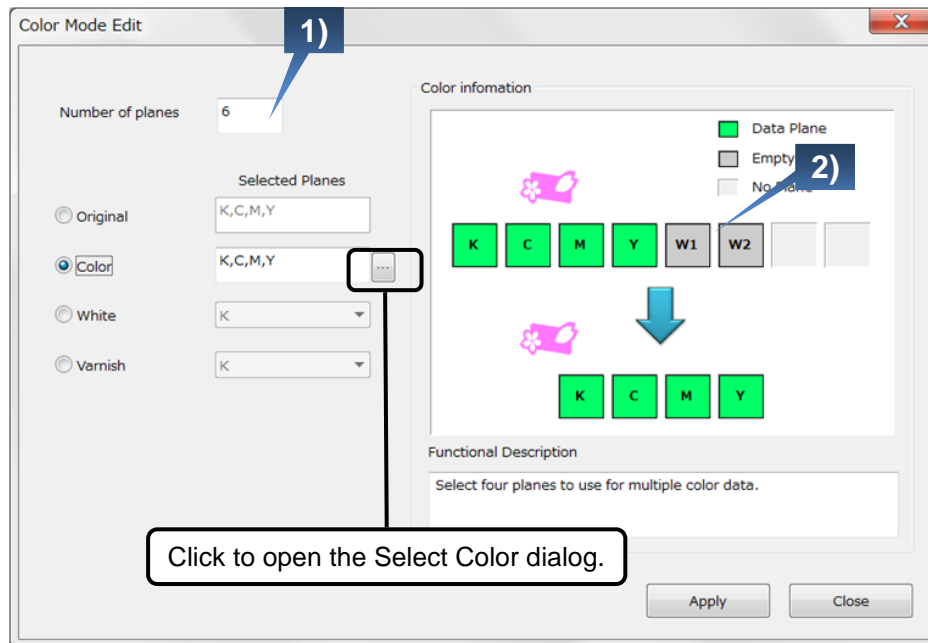 Color Mode Edit
1)
Number of planes
6
Selected Planes
Original
K,C,M,Y
Color
K,C,M,Y
...
White
K
Varnish
K
Color infomation
Data Plane
Empty
2)
No Plane
K C M Y W1 W2
K C M Y
Functional Description
Select four planes to use for multiple color data.
Click to open the Select Color dialog.
Apply
Close